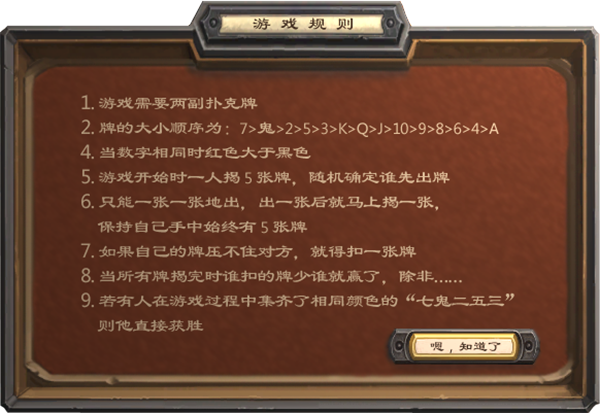 游戏规则
1. 游戏需要两副扑克牌
2. 牌的大小顺序为：7>鬼>2>5>3>K>Q>J>10>9>8>6>4>A
4. 当数字相同时红色大于黑色
5. 游戏开始时一人揭5张牌，随机确定谁先出牌
6. 只能一张一张地出，出一张后就马上揭一张，
保持自己手中始终有5张牌
7. 如果自己的牌压不住对方，就得扣一张牌
8. 当所有牌揭完时谁扣的牌少谁就赢了，除非……
9. 若有人在游戏过程中集齐了相同颜色的“七鬼二五三”
则他直接获胜
嗯，知道了